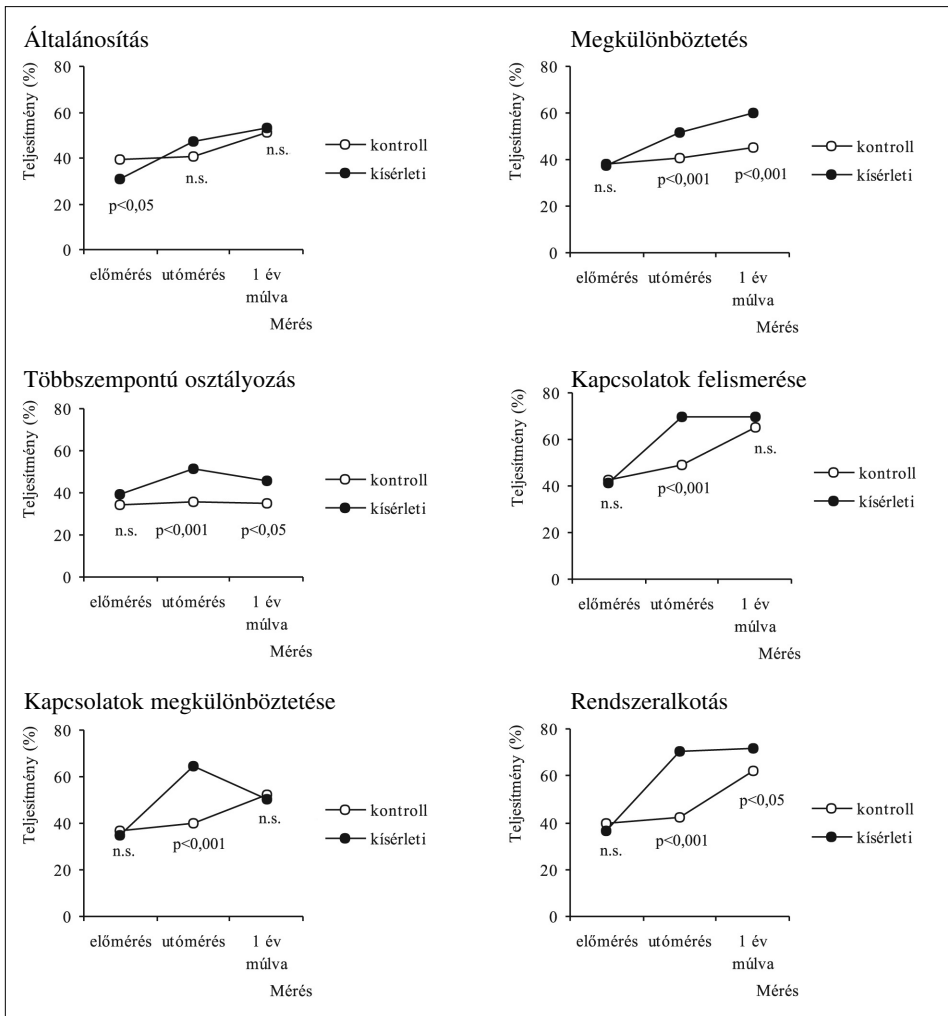 Általánosítás
Teljesítmény (%)
80
60
40
20
0
n.s.
n.s.
p<0,05
kontroll
kísérleti
előmérés utómérés 1 év
múlva
Mérés
Megkülönböztetés
Teljesítmény (%)
80
60
40
20
0
n.s. p<0,001 p<0,001
kontroll
kísérleti
előmérés utómérés 1 év
múlva
Mérés
Többszempontú osztályozás
Teljesítmény (%)
80
60
40
20
0
n.s. p<0,001 p<0,05
kontroll
kísérleti
előmérés utómérés 1 év
múlva
Mérés
Kapcsolatok felismerése
Teljesítmény (%)
80
60
40
20
0
n.s.
n.s. p<0,001
kontroll
kísérleti
előmérés utómérés 1 év
múlva
Mérés
Kapcsolatok megkülönböztetése
Teljesítmény (%)
80
60
40
20
0
n.s.
n.s. p<0,001
kontroll
kísérleti
előmérés utómérés 1 év
múlva
Mérés
Rendszeralkotás
Teljesítmény (%)
80
60
40
20
0
p<0,05
n.s. p<0,001
kontroll
kísérleti
előmérés utómérés 1 év
múlva
Mérés